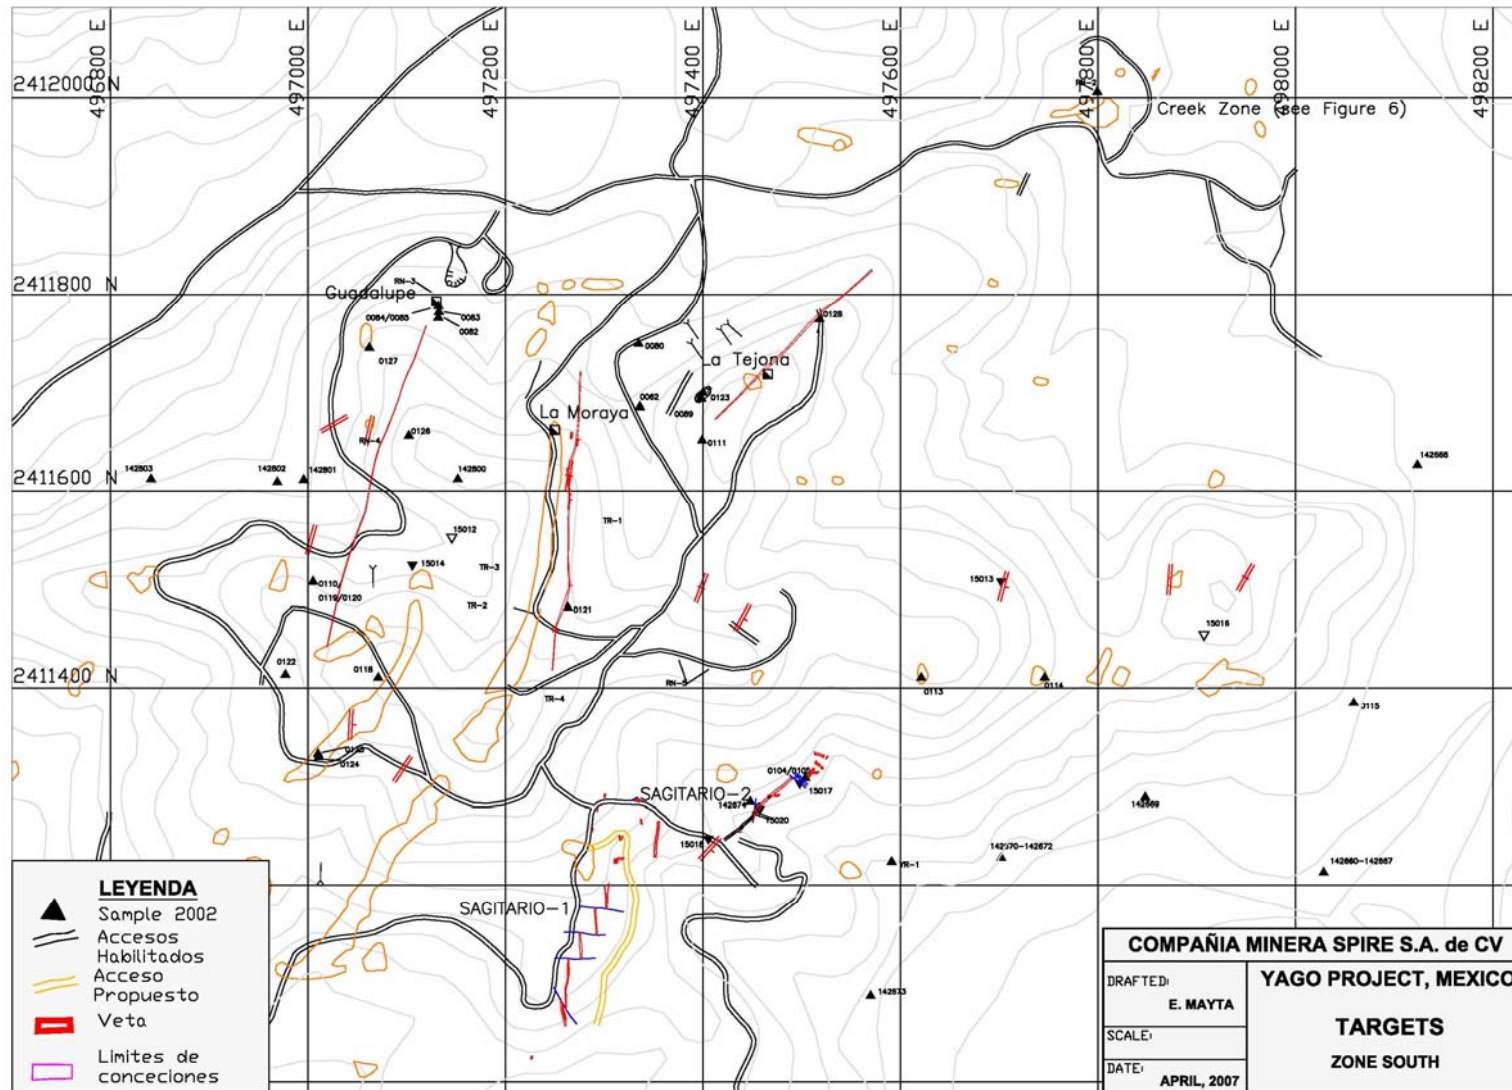 496800 E
497000 E
497200 E
497400 E
497600 E
497800 E
498000 E
498200 E
2412000 N
RN-2
Creek Zone (see Figure 6)
2411800 N
RN-3
Guadalupe
0084/0085
0083
0082
0127
0080
0128
La Tejona
0062
0123
0089
La Moraya
0111
RN-4
0126
142803
142802
142801
142800
142668
2411600 N
TR-1
15012
15014
TR-3
0110
0119/0120
TR-2
0121
15013
15016
0122
0118
2411400 N
RN-5
0113
0114
TR-4
0115
0124
0104/0105
15017
SAGITARIO-2
142674
15020
142669
YR-1
142670-142672
142660-142667
SAGITARIO-1
142673
LEYENDA
Sample 2002
Accesos
Habilitados
Acceso
Propuesto
Veta
Limites de
conceciones
COMPAÑIA MINERA SPIRE S.A. de CV
DRAFTED:
E. MAYTA
SCALE:
DATE:
APRIL, 2007
YAGO PROJECT, MEXICO
TARGETS
ZONE SOUTH